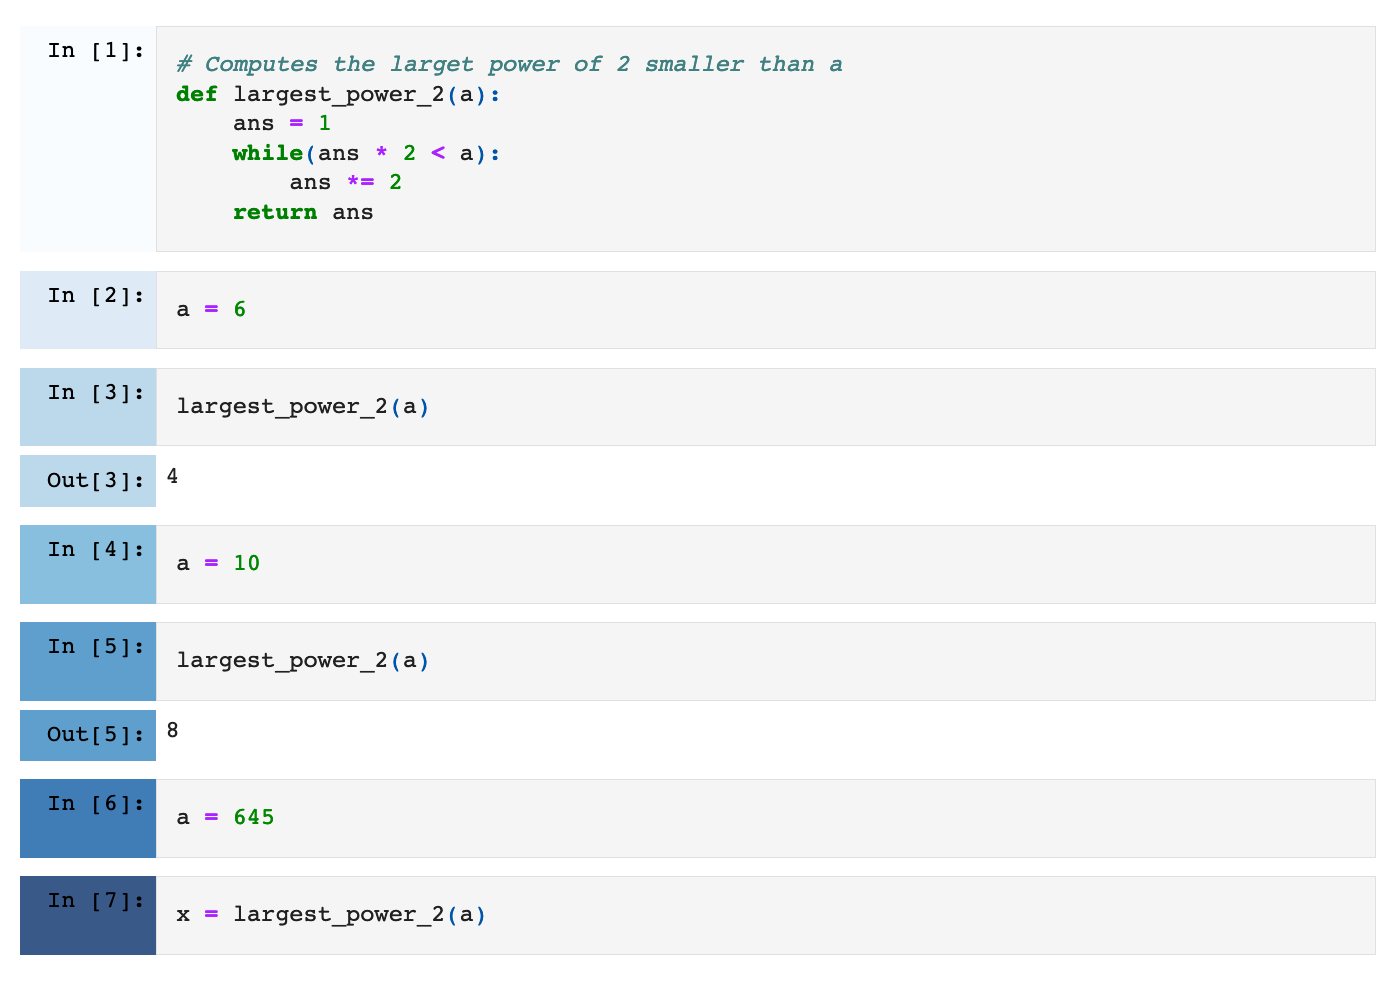 In [1]:
# Computes the larget power of 2 smaller than a
def largest_power_2(a):
    ans = 1
    while(ans * 2 < a):
        ans *= 2
    return ans
In [2]:
a = 6
In [3]:
largest_power_2(a)
Out[3]:
4
In [4]:
a = 10
In [5]:
largest_power_2(a)
Out[5]:
8
In [6]:
a = 645
In [7]:
x = largest_power_2(a)